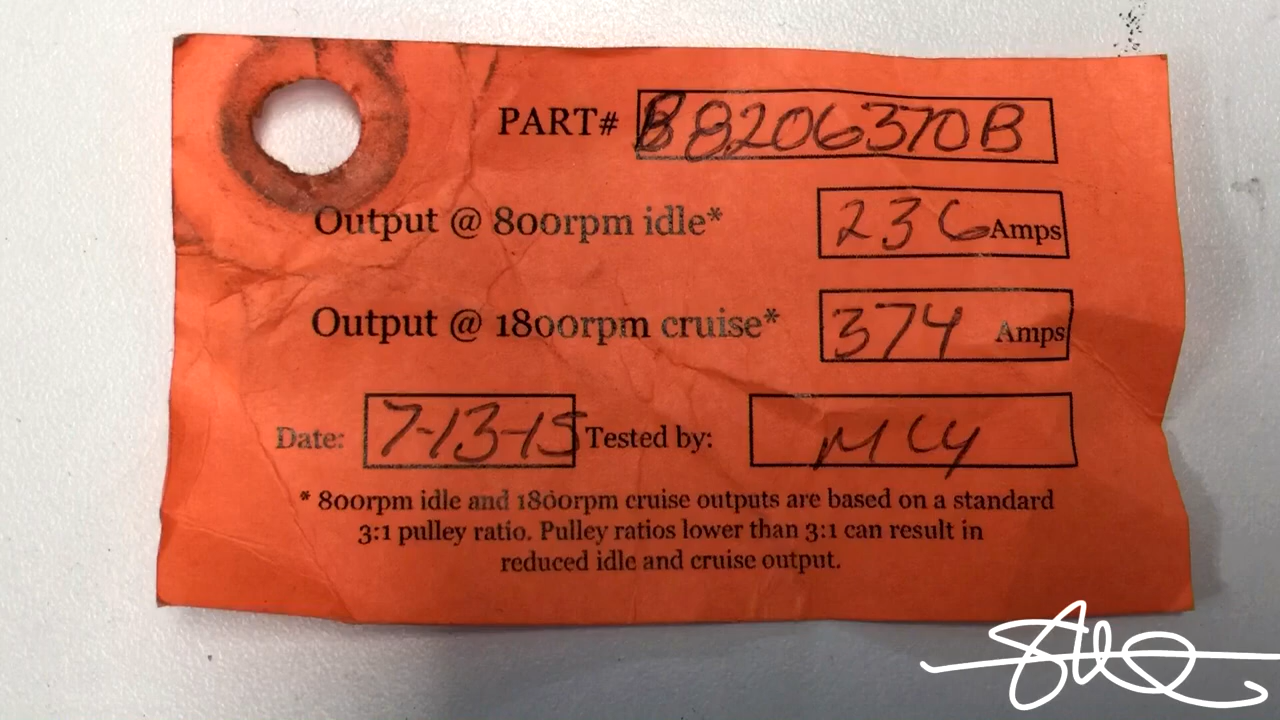 PART# B8206370B
Output @ 800rpm idle* 236 Amps
Output @ 1800rpm cruise* 374 Amps
Date: 7-13-15 Tested by:
* 800rpm idle and 1800rpm cruise outputs are based on a standard
3:1 pulley ratio. Pulley ratios lower than 3:1 can result in
reduced idle and cruise output.